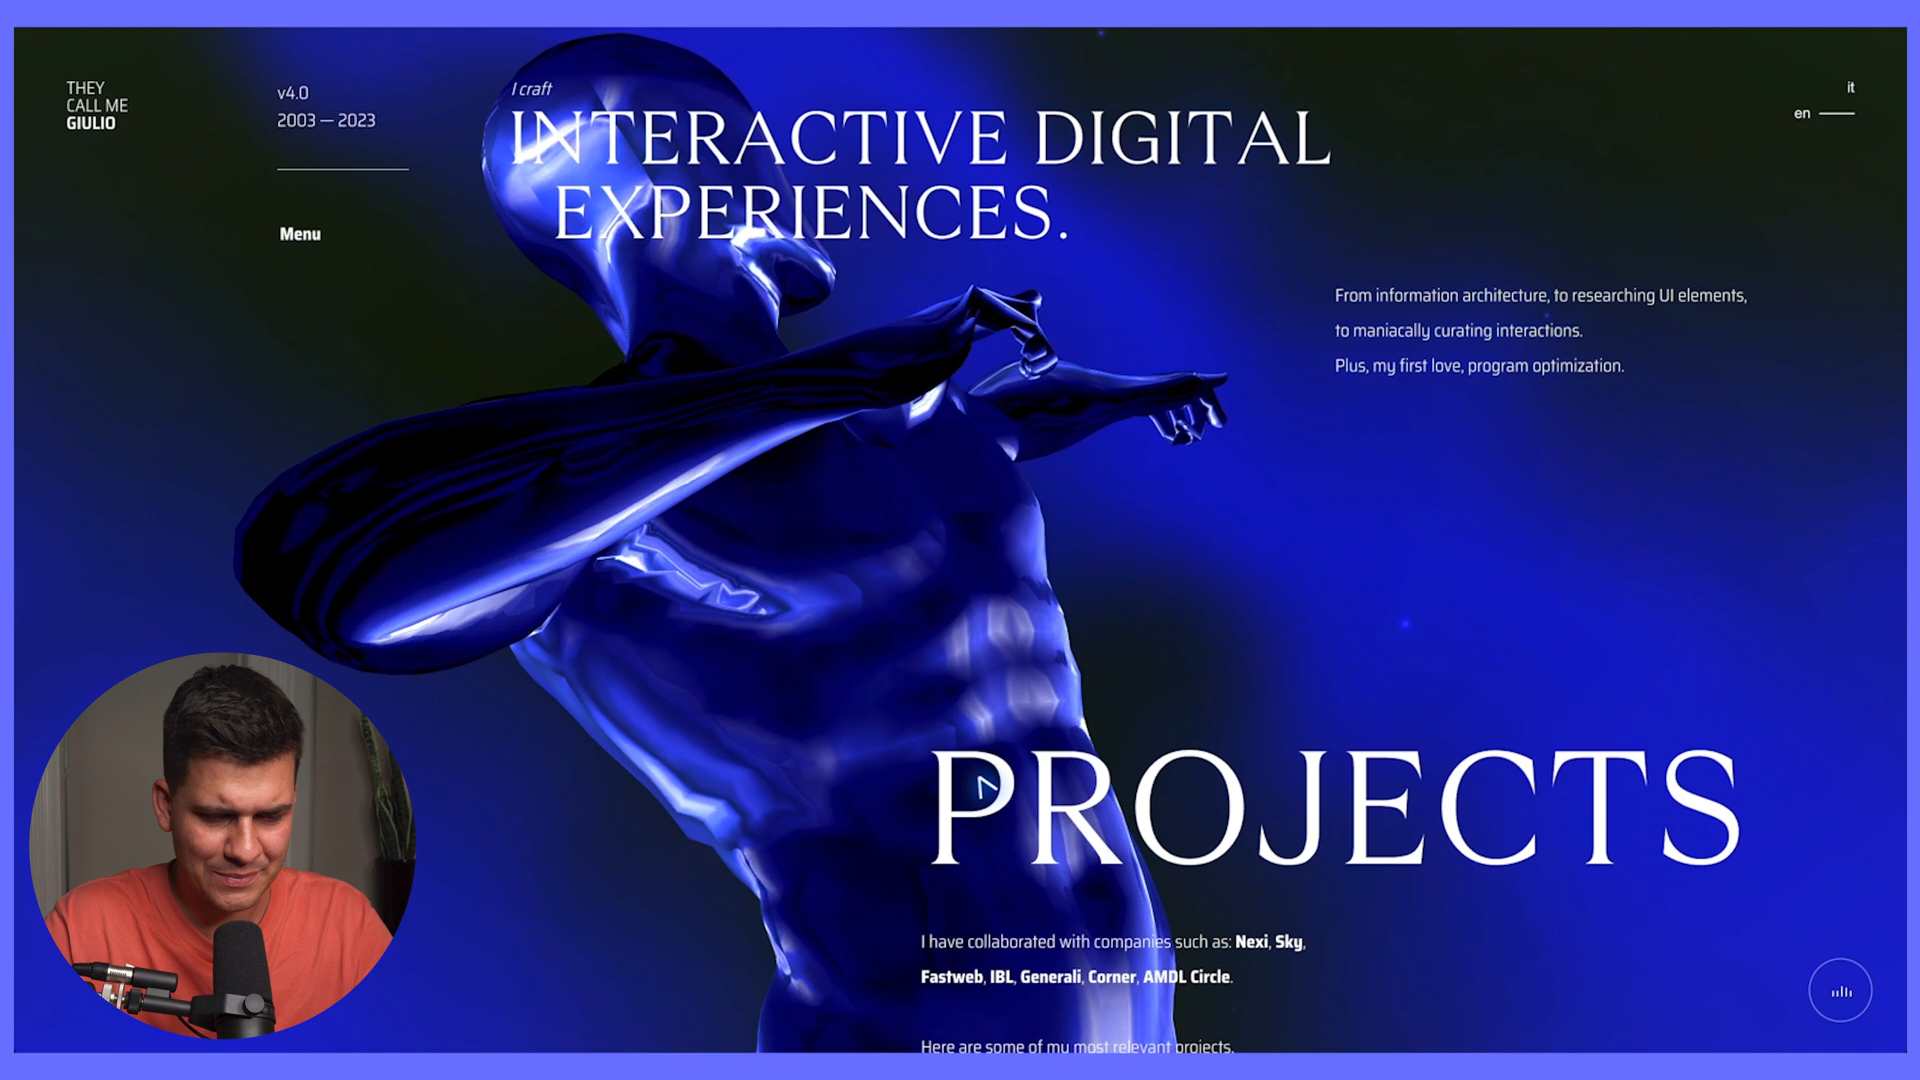 THEY
CALL ME
GIULIO
v4.0
2003 — 2023
Menu
I craft
INTERACTIVE DIGITAL
EXPERIENCES.
it
en
From information architecture, to researching UI elements,
to maniacally curating interactions.
Plus, my first love, program optimization.
PROJECTS
I have collaborated with companies such as: Nexi, Sky,
Fastweb, IBL, Generali, Corner, AMDL Circle.
Here are some of my most relevant projects.